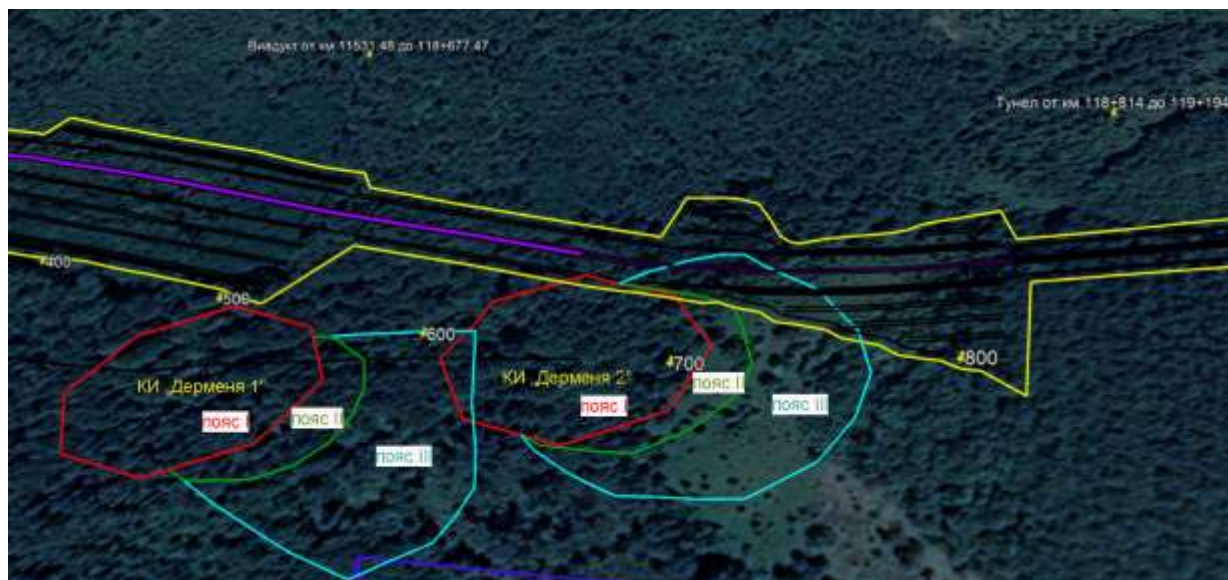 Виадукт от км 11531.48 до 118+677.47
Тунел от км 118+814 до 119+194
400
500
600
КИ „Дерменя 1"
КИ „Дерменя 2"
700
800
пояс I
пояс II
пояс III
пояс I
пояс II
пояс III